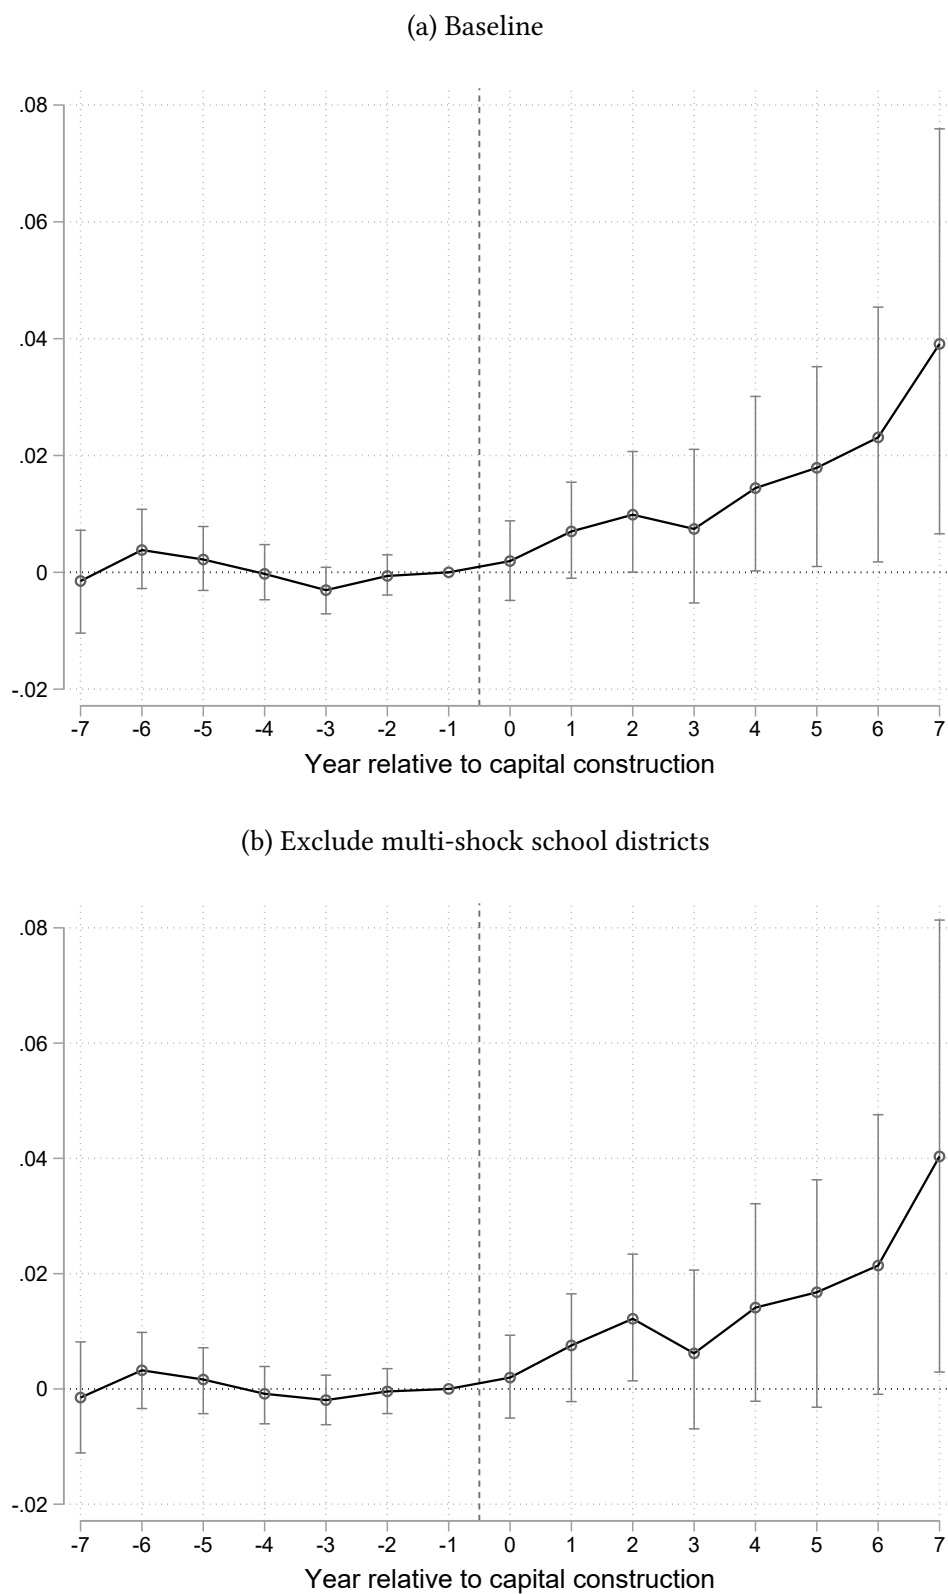 (a) Baseline
.08
.06
.04
.02
0
-.02
-7 -6 -5 -4 -3 -2 -1 0 1 2 3 4 5 6 7
Year relative to capital construction
(b) Exclude multi-shock school districts
.08
.06
.04
.02
0
-.02
-7 -6 -5 -4 -3 -2 -1 0 1 2 3 4 5 6 7
Year relative to capital construction